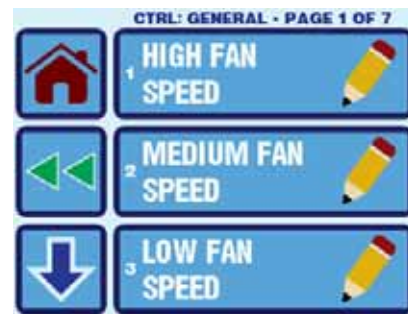 CTRL: GENERAL - PAGE 1 OF 7
1 HIGH FAN
SPEED
2 MEDIUM FAN
SPEED
3 LOW FAN
SPEED